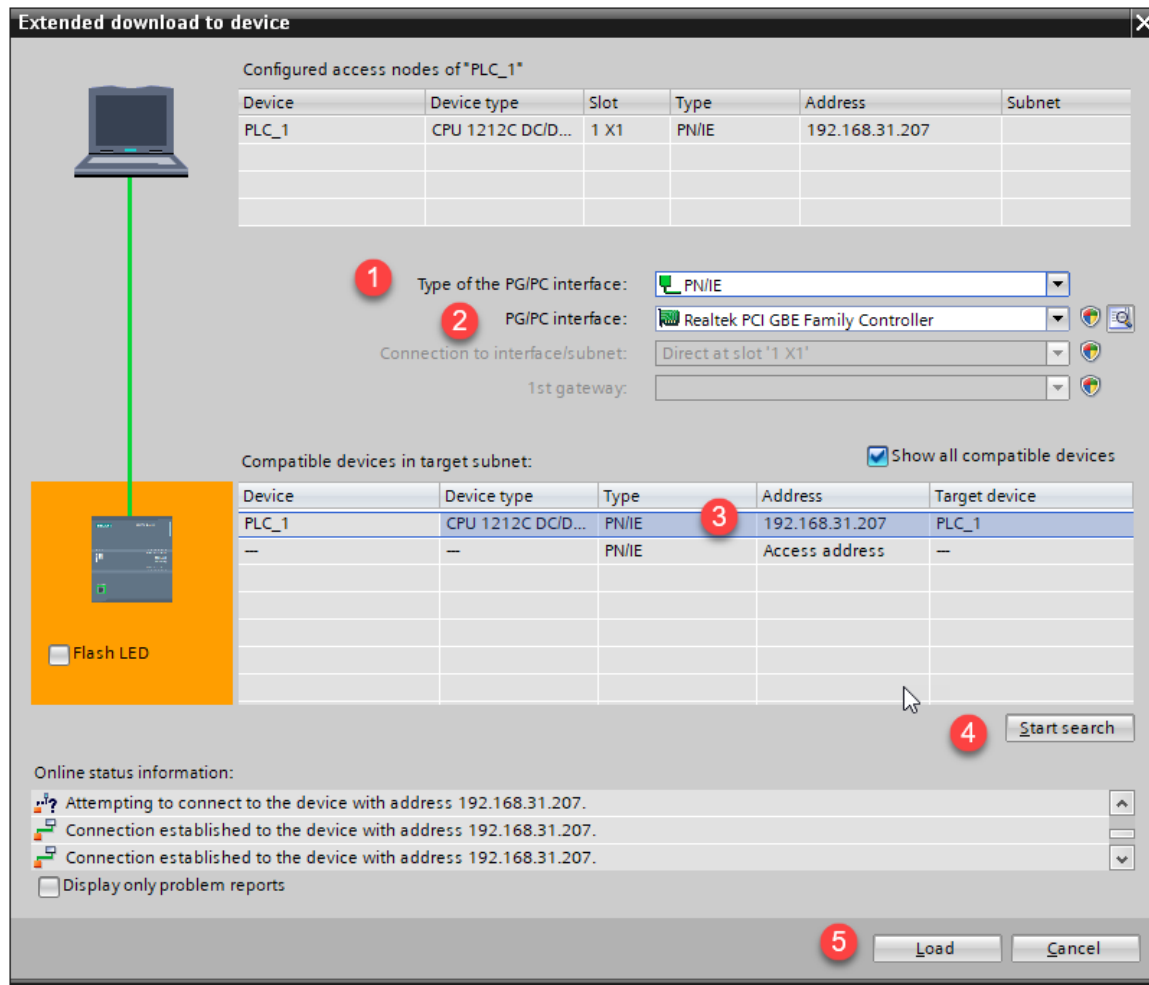 Extended download to device
Configured access nodes of "PLC_1"
Device Device type Slot Type Address Subnet
PLC_1 CPU 1212C DC/D... 1 X1 PN/IE 192.168.31.207
1 Type of the PG/PC interface: PN/IE
2 PG/PC interface: Realtek PCI GBE Family Controller
Connection to interface/subnet: Direct at slot '1 X1'
1st gateway:
Compatible devices in target subnet: Show all compatible devices
Device Device type Type Address Target device
PLC_1 CPU 1212C DC/D... PN/IE 3 192.168.31.207 PLC_1
— — PN/IE Access address —
Flash LED
4 Start search
Online status information:
Attempting to connect to the device with address 192.168.31.207.
Connection established to the device with address 192.168.31.207.
Connection established to the device with address 192.168.31.207.
Display only problem reports
5 Load Cancel